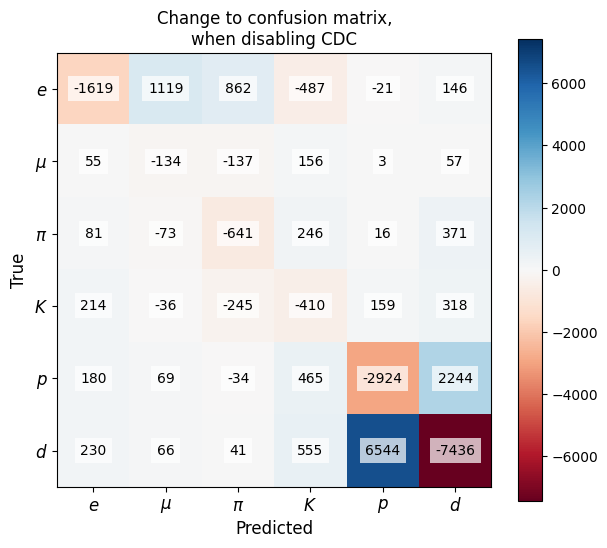 Change to confusion matrix,
when disabling CDC
e -1619 1119 862 -487 -21 146
μ 55 -134 -137 156 3 57
π 81 -73 -641 246 16 371
K 214 -36 -245 -410 159 318
p 180 69 -34 465 -2924 2244
d 230 66 41 555 6544 -7436
e μ π K p d
Predicted
True
6000
4000
2000
0
−2000
−4000
−6000